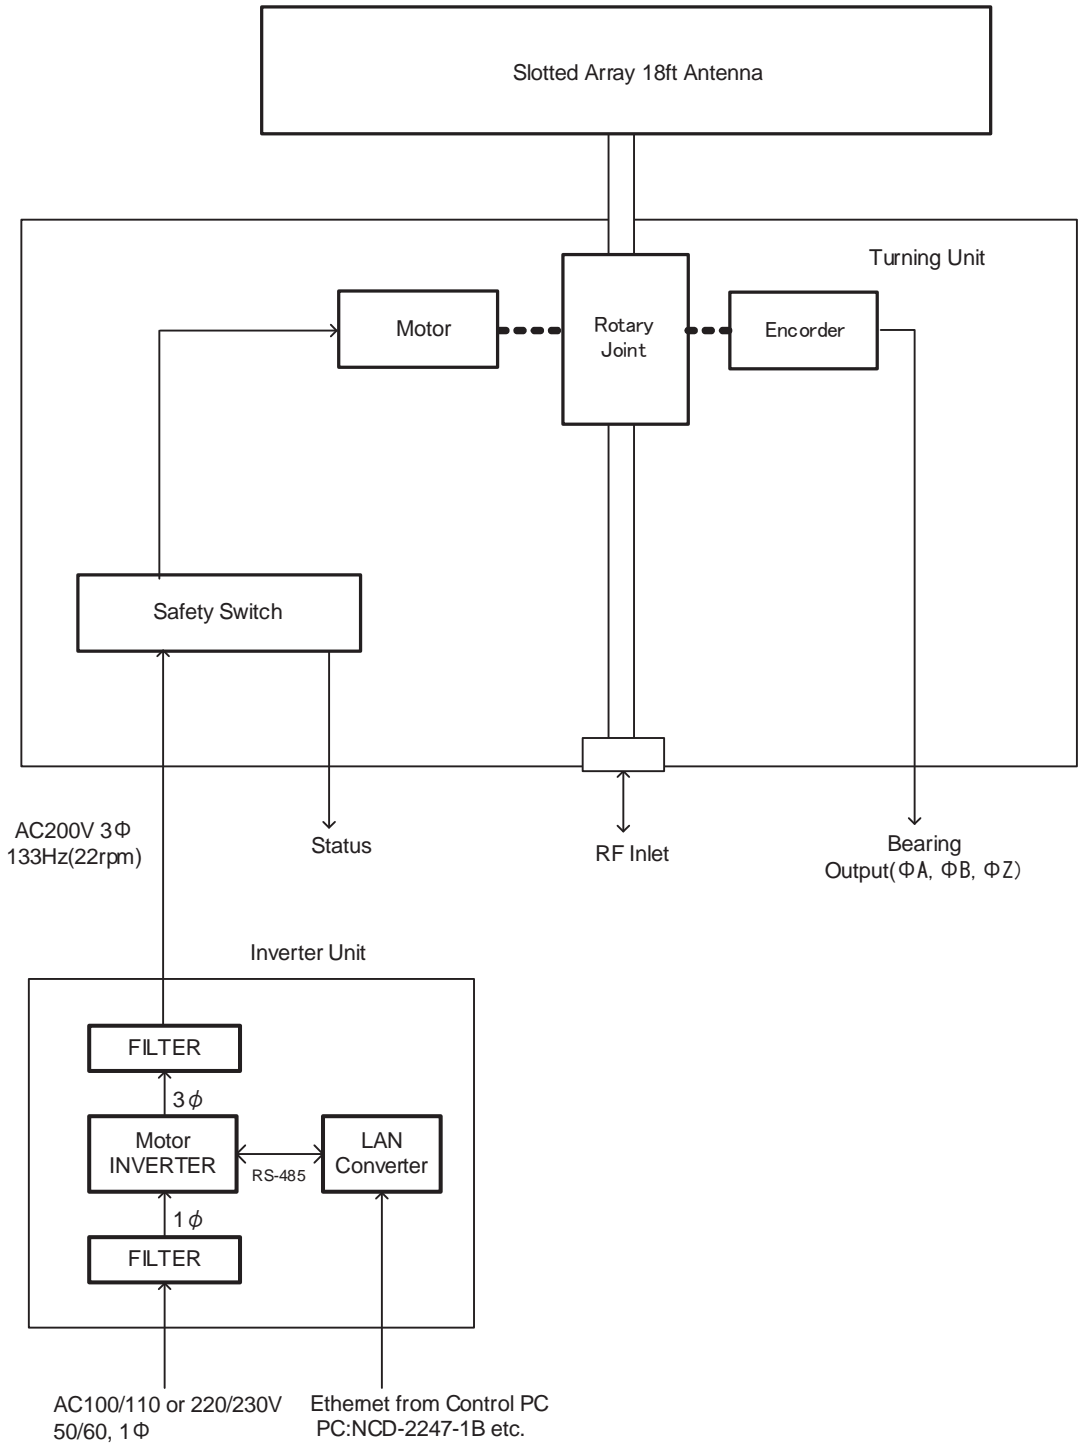 Slotted Array 18ft Antenna
Turning Unit
Motor
Rotary
Joint
Encorder
Safety Switch
AC200V 3Φ
133Hz(22rpm)
Status
RF Inlet
Bearing
Output(ΦA, ΦB, ΦZ)
Inverter Unit
FILTER
3φ
Motor
INVERTER
RS-485
LAN
Converter
1φ
FILTER
AC100/110 or 220/230V
50/60, 1Φ
Ethernet from Control PC
PC:NCD-2247-1B etc.